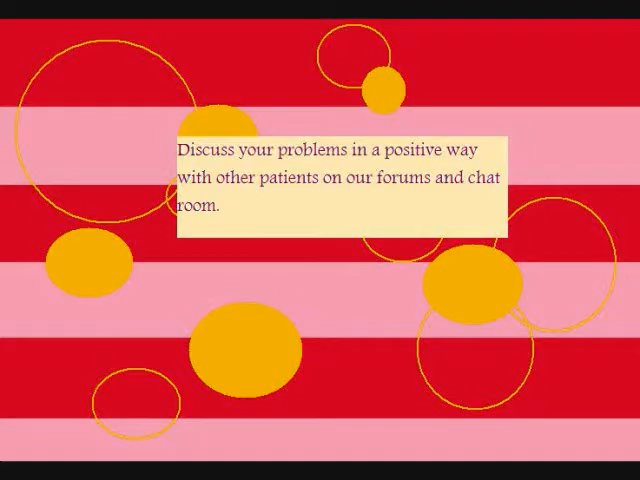 Discuss your problems in a positive way
with other patients on our forums and chat
room.